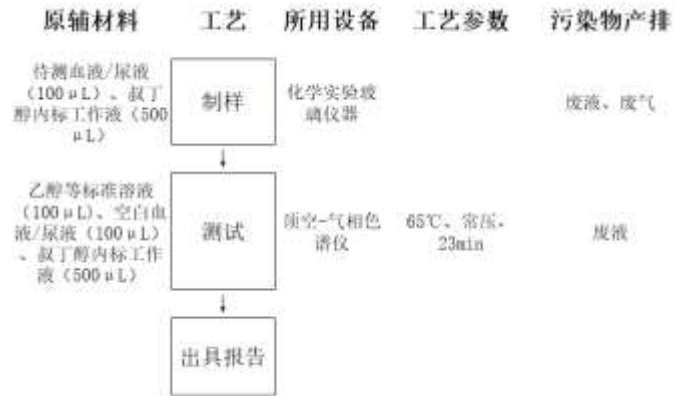 原辅材料 工艺 所用设备 工艺参数 污染物产排
待测血液/尿液
（100μL）、叔丁
醇内标工作液（500
μL）
制样
化学实验玻
璃仪器
废液、废气
乙醇等标准溶液
（100μL）、空白血
液/尿液（100μL）
、叔丁醇内标工作
液（500μL）
测试
顶空-气相色
谱仪
65℃、常压，
23min
废液
出具报告